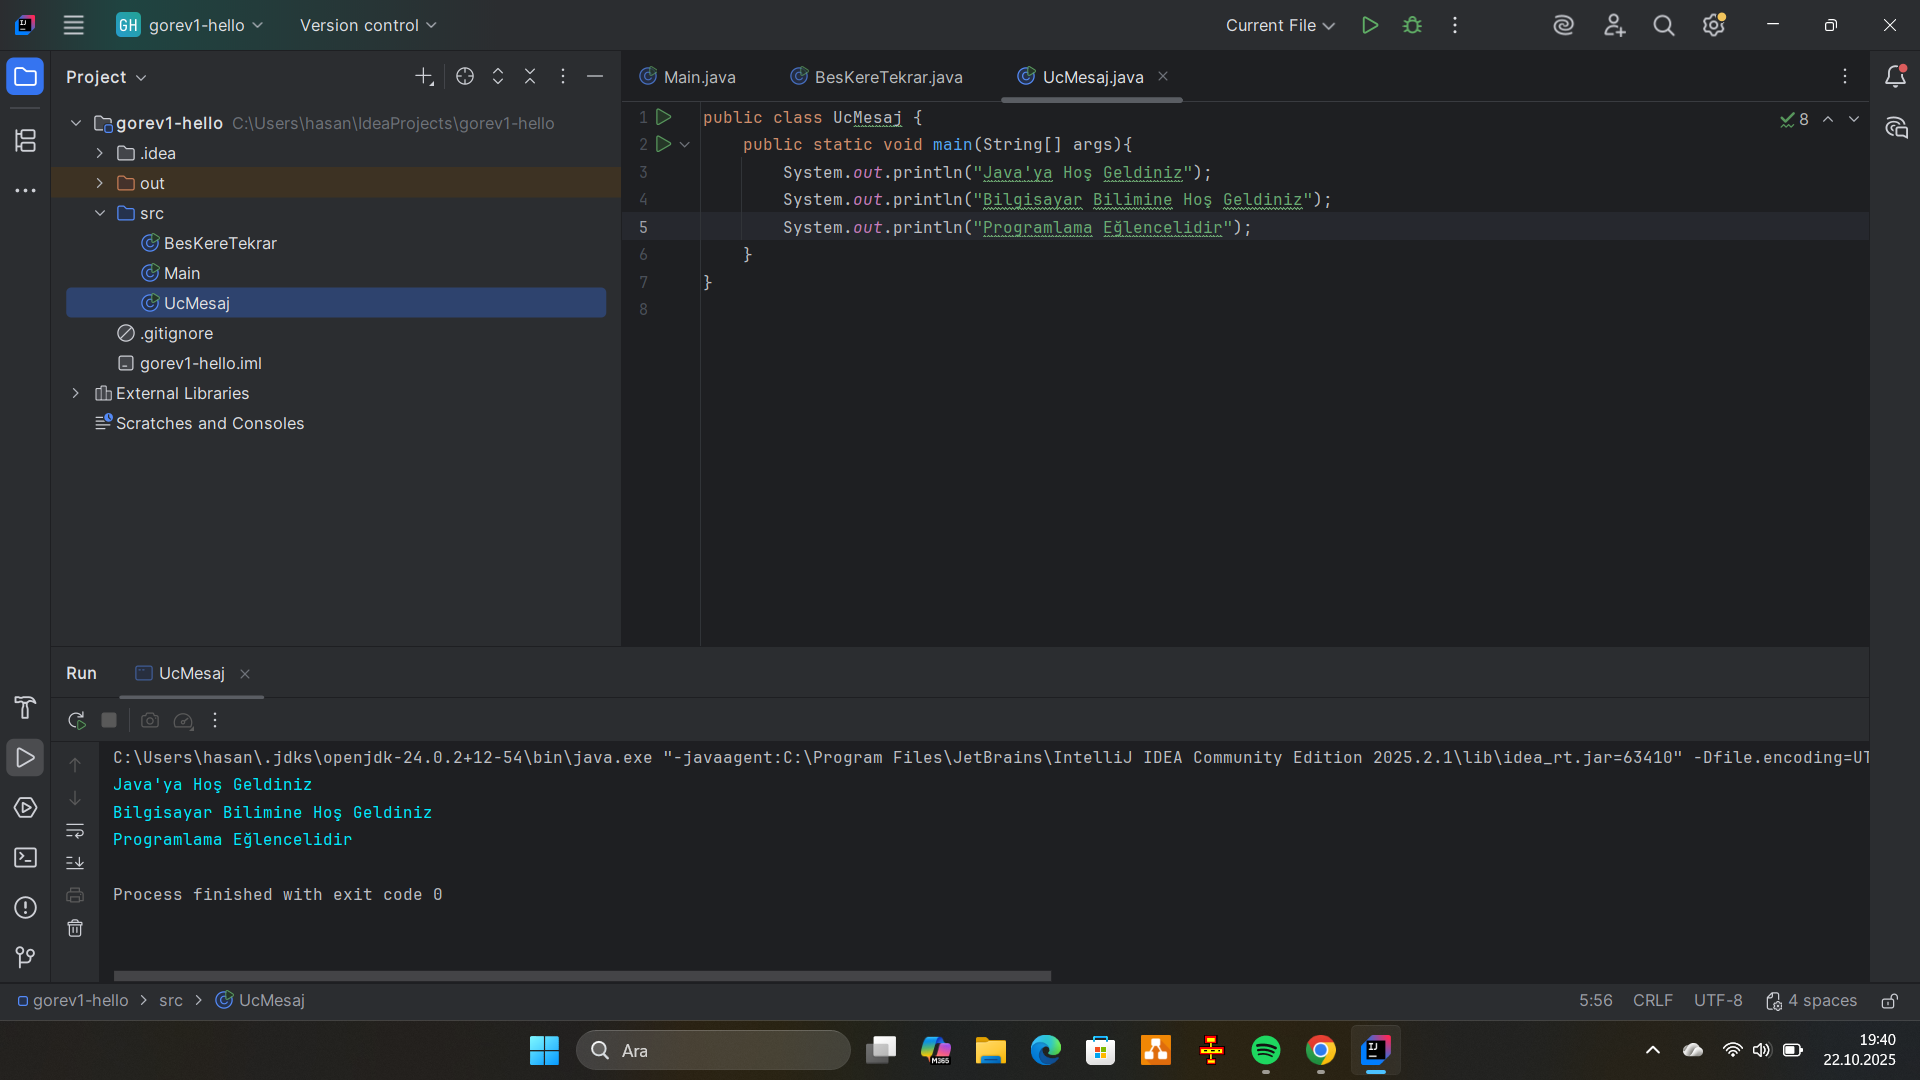 GH gorev1-hello Version control Current File
Project
Main.java BesKereTekrar.java UcMesaj.java
gorev1-hello C:\Users\hasan\IdeaProjects\gorev1-hello
.idea
out
src
BesKereTekrar
Main
UcMesaj
.gitignore
gorev1-hello.iml
External Libraries
Scratches and Consoles
8
1 public class UcMesaj {
2 public static void main(String[] args){
3 System.out.println("Java'ya Hoş Geldiniz");
4 System.out.println("Bilgisayar Bilimine Hoş Geldiniz");
5 System.out.println("Programlama Eğlencelidir");
6 }
7 }
8
Run UcMesaj
C:\Users\hasan\.jdks\openjdk-24.0.2+12-54\bin\java.exe "-javaagent:C:\Program Files\JetBrains\IntelliJ IDEA Community Edition 2025.2.1\lib\idea_rt.jar=63410" -Dfile.encoding=UT
Java'ya Hoş Geldiniz
Bilgisayar Bilimine Hoş Geldiniz
Programlama Eğlencelidir
Process finished with exit code 0
gorev1-hello > src > UcMesaj 5:56 CRLF UTF-8 4 spaces
Ara
M365
IJ
19:40
22.10.2025